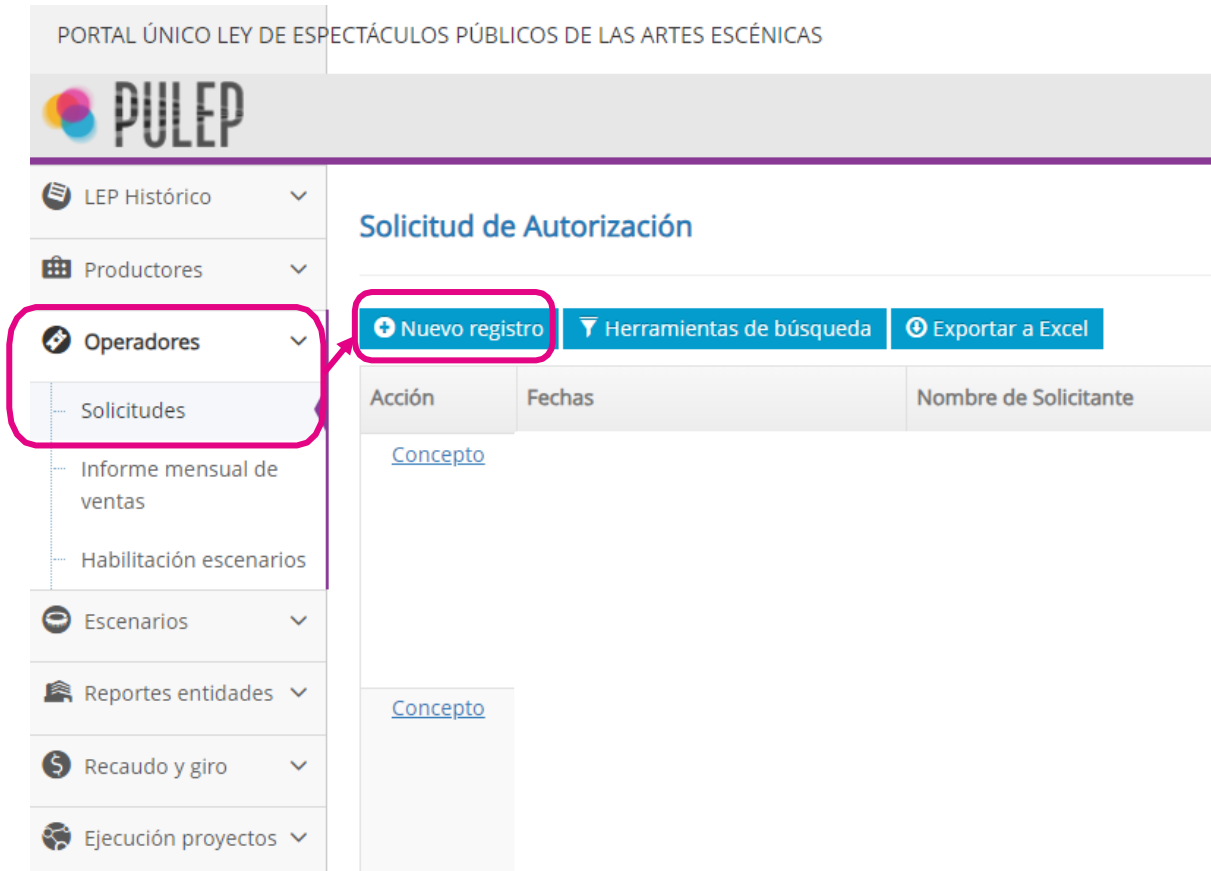 PORTAL ÚNICO LEY DE ESPECTÁCULOS PÚBLICOS DE LAS ARTES ESCÉNICAS
PULEP
LEP Histórico
Productores
Operadores
Solicitudes
Informe mensual de
ventas
Habilitación escenarios
Escenarios
Reportes entidades
Recaudo y giro
Ejecución proyectos
Solicitud de Autorización
Nuevo registro
Herramientas de búsqueda
Exportar a Excel
Acción
Fechas
Nombre de Solicitante
Concepto
Concepto